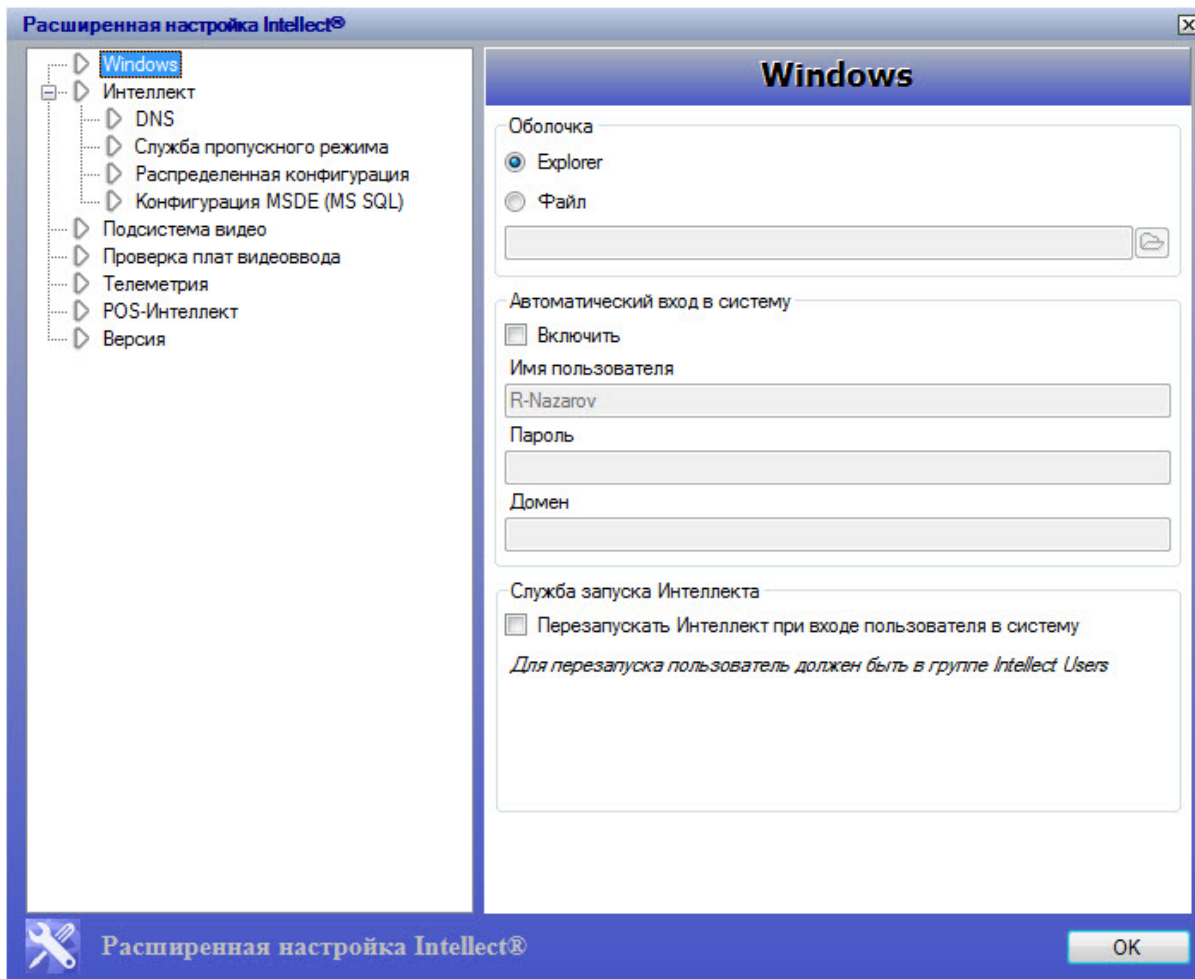 Расширенная настройка Intellect®
Windows
Интеллект
DNS
Служба пропускного режима
Распределенная конфигурация
Конфигурация MSDE (MS SQL)
Подсистема видео
Проверка плат видеоввода
Телеметрия
POS-Интеллект
Версия
Windows
Оболочка
Explorer
Файл
Автоматический вход в систему
Включить
Имя пользователя
R-Nazarov
Пароль
Домен
Служба запуска Интеллекта
Перезапускать Интеллект при входе пользователя в систему
Для перезапуска пользователь должен быть в группе Intellect Users
Расширенная настройка Intellect®
OK